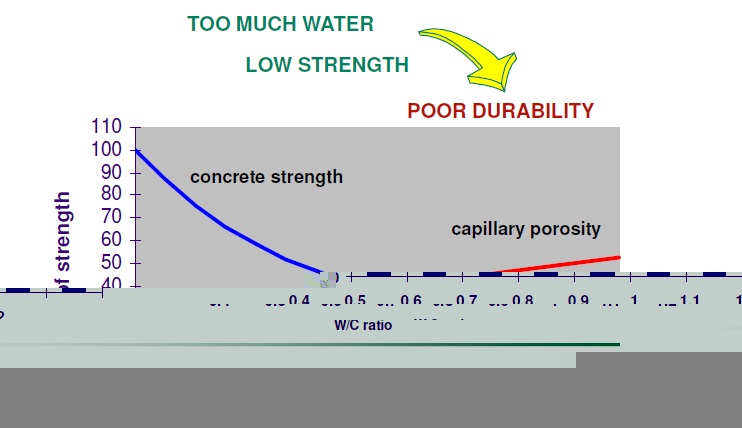 TOO MUCH WATER
LOW STRENGTH
POOR DURABILITY
110
100
90
80
70
60
50
40
of strength
concrete strength
capillary porosity
0.4 0.5 0.6 0.7 0.8 0.9 1 1.1
W/C ratio